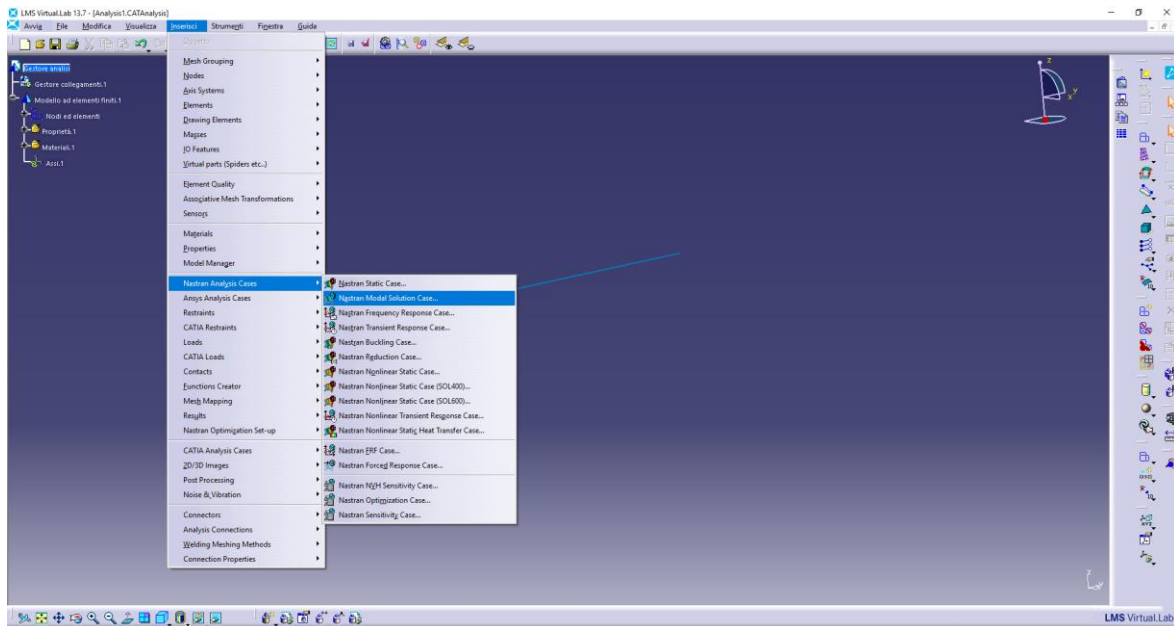 LMS Virtual.Lab 13.7 - [Analysis1.CATAnalysis]
Avvia File Modifica Visualizza Inserisci Strumenti Finestra Guida
Gestore analisi
Gestore collegamenti.1
Modello ad elementi finiti.1
Nodi ed elementi
Proprietà.1
Materiali.1
Assi.1
Mesh Grouping
Nodes
Axis Systems
Elements
Drawing Elements
Masses
IO Features
Virtual parts (Spiders etc..)
Element Quality
Associative Mesh Transformations
Sensors
Materials
Properties
Model Manager
Nastran Analysis Cases
Ansys Analysis Cases
Restraints
CATIA Restraints
Loads
CATIA Loads
Contacts
Functions Creator
Mesh Mapping
Results
Nastran Optimization Set-up
CATIA Analysis Cases
2D/3D Images
Post Processing
Noise & Vibration
Connectors
Analysis Connections
Welding Meshing Methods
Connection Properties
Nastran Static Case...
Nastran Modal Solution Case...
Nastran Frequency Response Case...
Nastran Transient Response Case...
Nastran Buckling Case...
Nastran Reduction Case...
Nastran Nonlinear Static Case...
Nastran Nonlinear Static Case (SOL400)...
Nastran Nonlinear Static Case (SOL600)...
Nastran Nonlinear Transient Response Case...
Nastran Nonlinear Static Heat Transfer Case...
Nastran FRF Case...
Nastran Forced Response Case...
Nastran NVH Sensitivity Case...
Nastran Optimization Case...
Nastran Sensitivity Case...
z
y
x
z
LMS Virtual.Lab